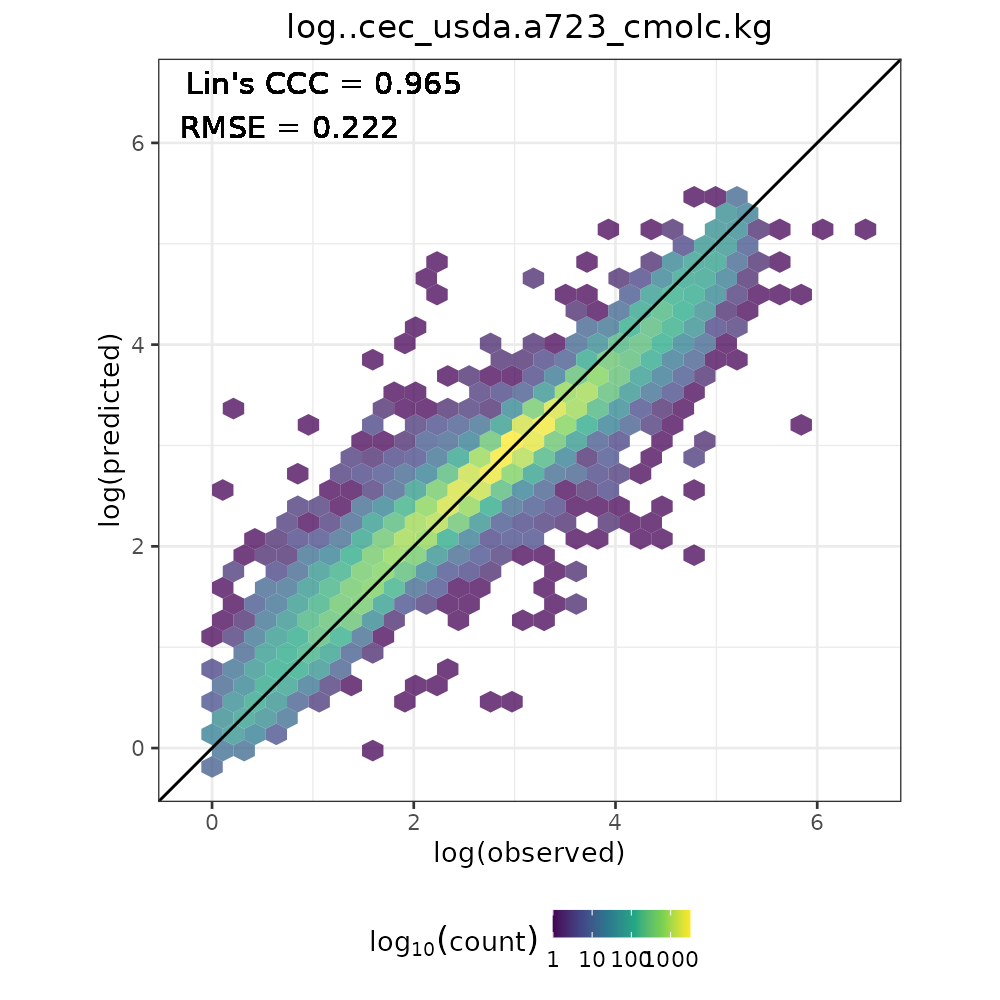 log..cec_usda.a723_cmolc.kg
Lin's CCC = 0.965
RMSE = 0.222
6
4
2
0
log(predicted)
0 2 4 6
log(observed)
log10(count)
1 10 100 1000